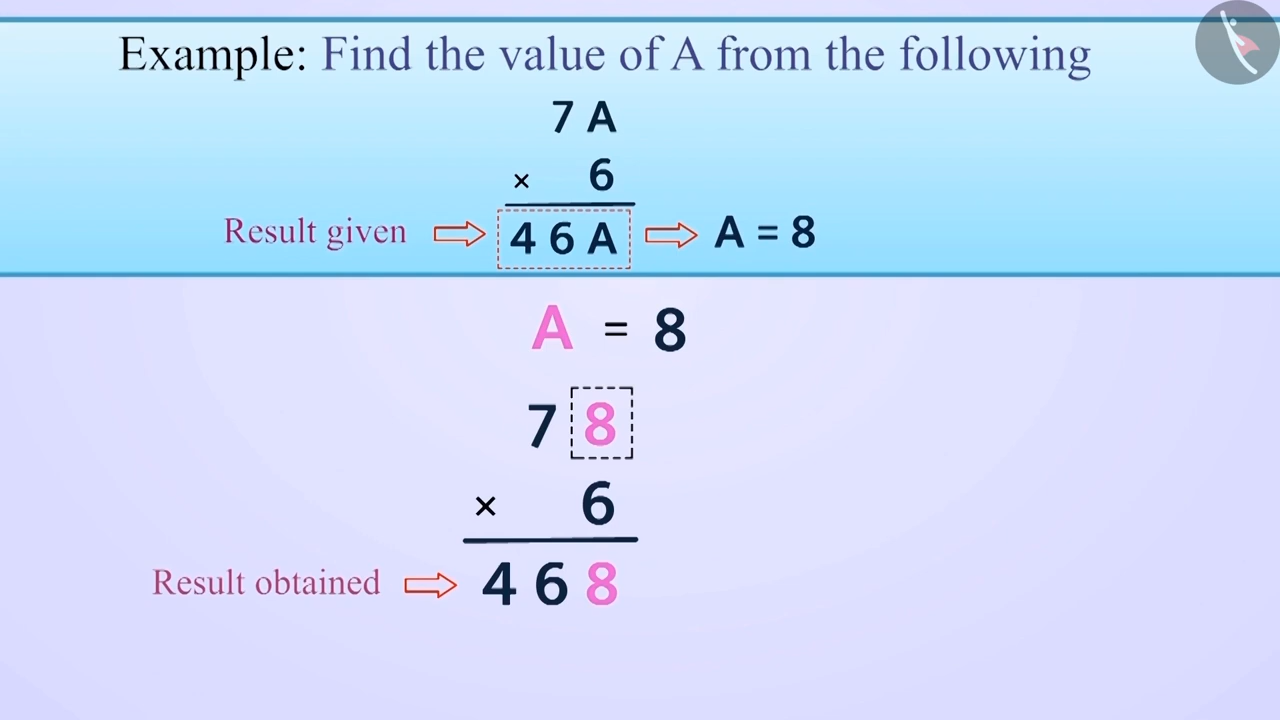 Example: Find the value of A from the following
7 A
× 6
Result given ⇨ 4 6 A ⇨ A = 8
A = 8
7 8
× 6
Result obtained ⇨ 4 6 8